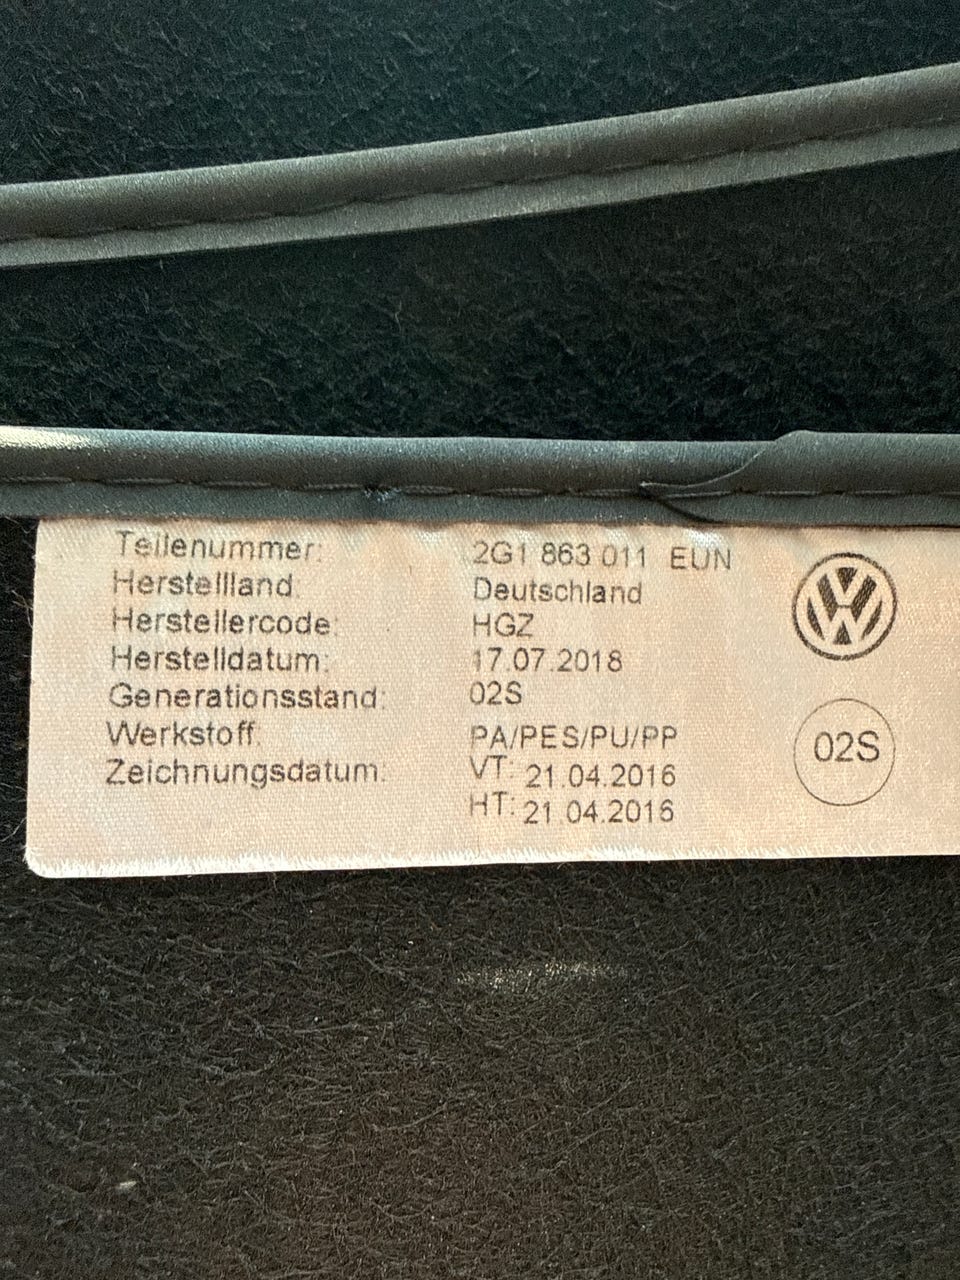 Teilenummer: 2G1 863 011 EUN
Herstellland: Deutschland
Herstellercode: HGZ
Herstelldatum: 17.07.2018
Generationsstand: 02S
Werkstoff: PA/PES/PU/PP
Zeichnungsdatum: VT: 21.04.2016
HT: 21.04.2016
VW
02S